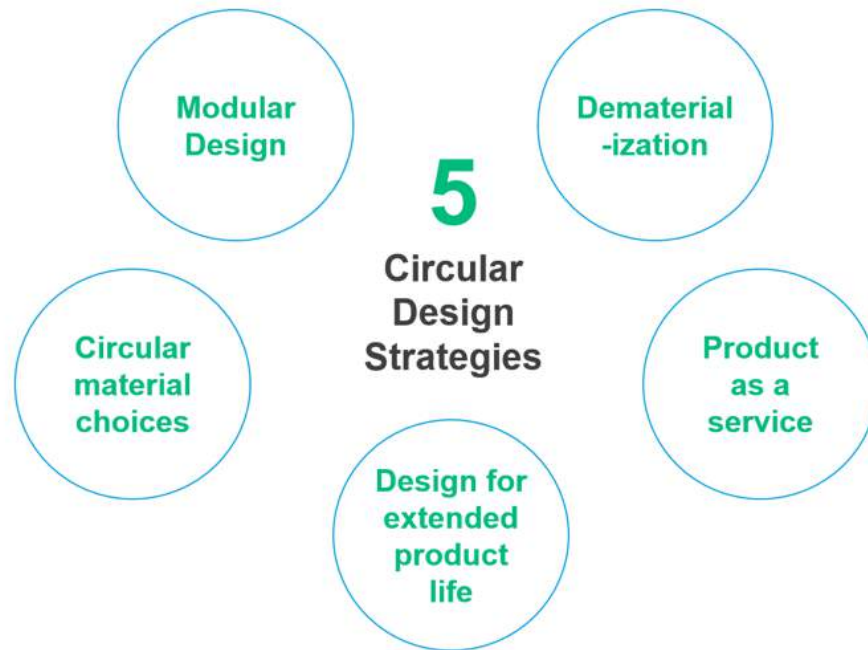 Modular
Design
Dematerial
-ization
5
Circular
Design
Strategies
Circular
material
choices
Product
as a
service
Design for
extended
product
life